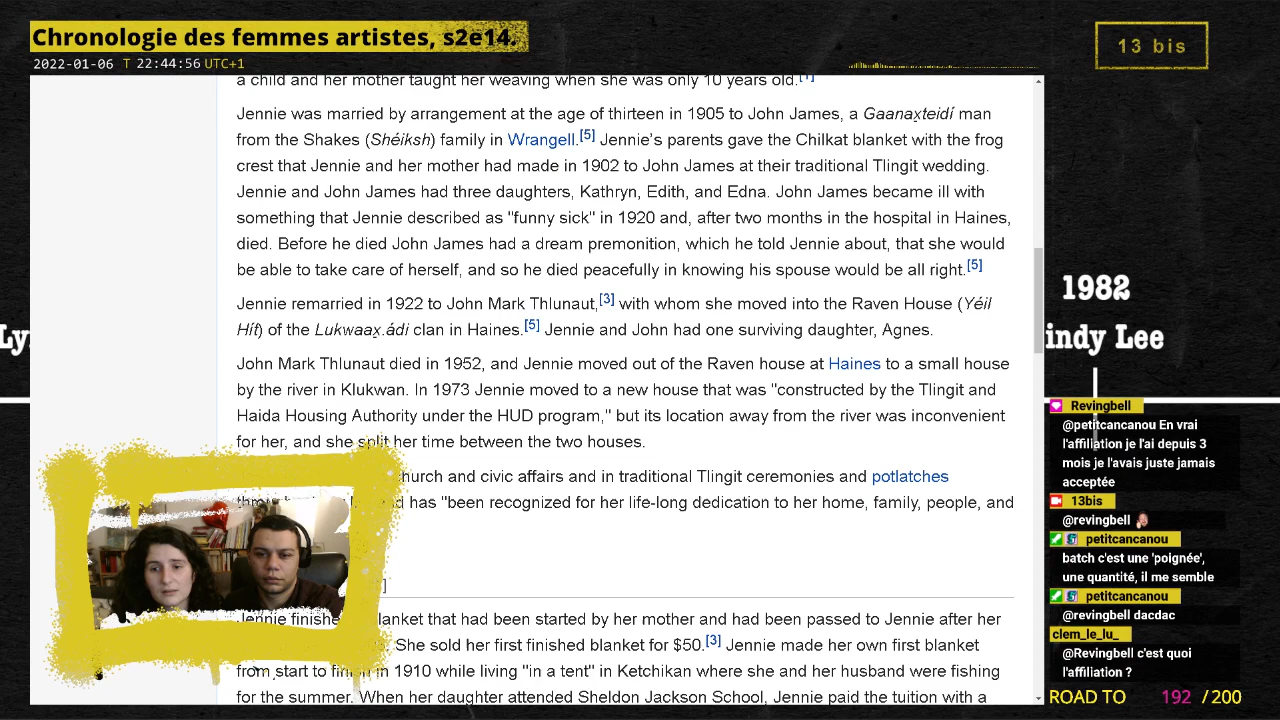 Chronologie des femmes artistes, s2e14.
2022-01-06 T 22:44:56 UTC+1
13 bis
a child and her mother taught her weaving when she was only 10 years old.[1]
Jennie was married by arrangement at the age of thirteen in 1905 to John James, a Gaanax̱teidí man
from the Shakes (Shéiksh) family in Wrangell.[5] Jennie's parents gave the Chilkat blanket with the frog
crest that Jennie and her mother had made in 1902 to John James at their traditional Tlingit wedding.
Jennie and John James had three daughters, Kathryn, Edith, and Edna. John James became ill with
something that Jennie described as "funny sick" in 1920 and, after two months in the hospital in Haines,
died. Before he died John James had a dream premonition, which he told Jennie about, that she would
be able to take care of herself, and so he died peacefully in knowing his spouse would be all right.[5]
Jennie remarried in 1922 to John Mark Thlunaut,[3] with whom she moved into the Raven House (Yéil
Hít) of the Lukwaax̱.ádi clan in Haines.[5] Jennie and John had one surviving daughter, Agnes.
John Mark Thlunaut died in 1952, and Jennie moved out of the Raven house at Haines to a small house
by the river in Klukwan. In 1973 Jennie moved to a new house that was "constructed by the Tlingit and
Haida Housing Authority under the HUD program," but its location away from the river was inconvenient
for her, and she split her time between the two houses.
hurch and civic affairs and in traditional Tlingit ceremonies and potlatches
has "been recognized for her life-long dedication to her home, family, people, and
]
Jennie finishe lanket that had been started by her mother and had been passed to Jennie after her
. She sold her first finished blanket for $50.[3] Jennie made her own first blanket
from start to finish in 1910 while living "in a tent" in Ketchikan where she and her husband were fishing
for the summer. When her daughter attended Sheldon Jackson School, Jennie paid the tuition with a
Ly
1982
indy Lee
Revingbell
@petitcancanou En vrai
l'affiliation je l'ai depuis 3
mois je l'avais juste jamais
acceptée
13bis
@revingbell
petitcancanou
batch c'est une 'poignée',
une quantité, il me semble
petitcancanou
@revingbell dacdac
clem_le_lu_
@Revingbell c'est quoi
l'affiliation ?
ROAD TO 192 / 200